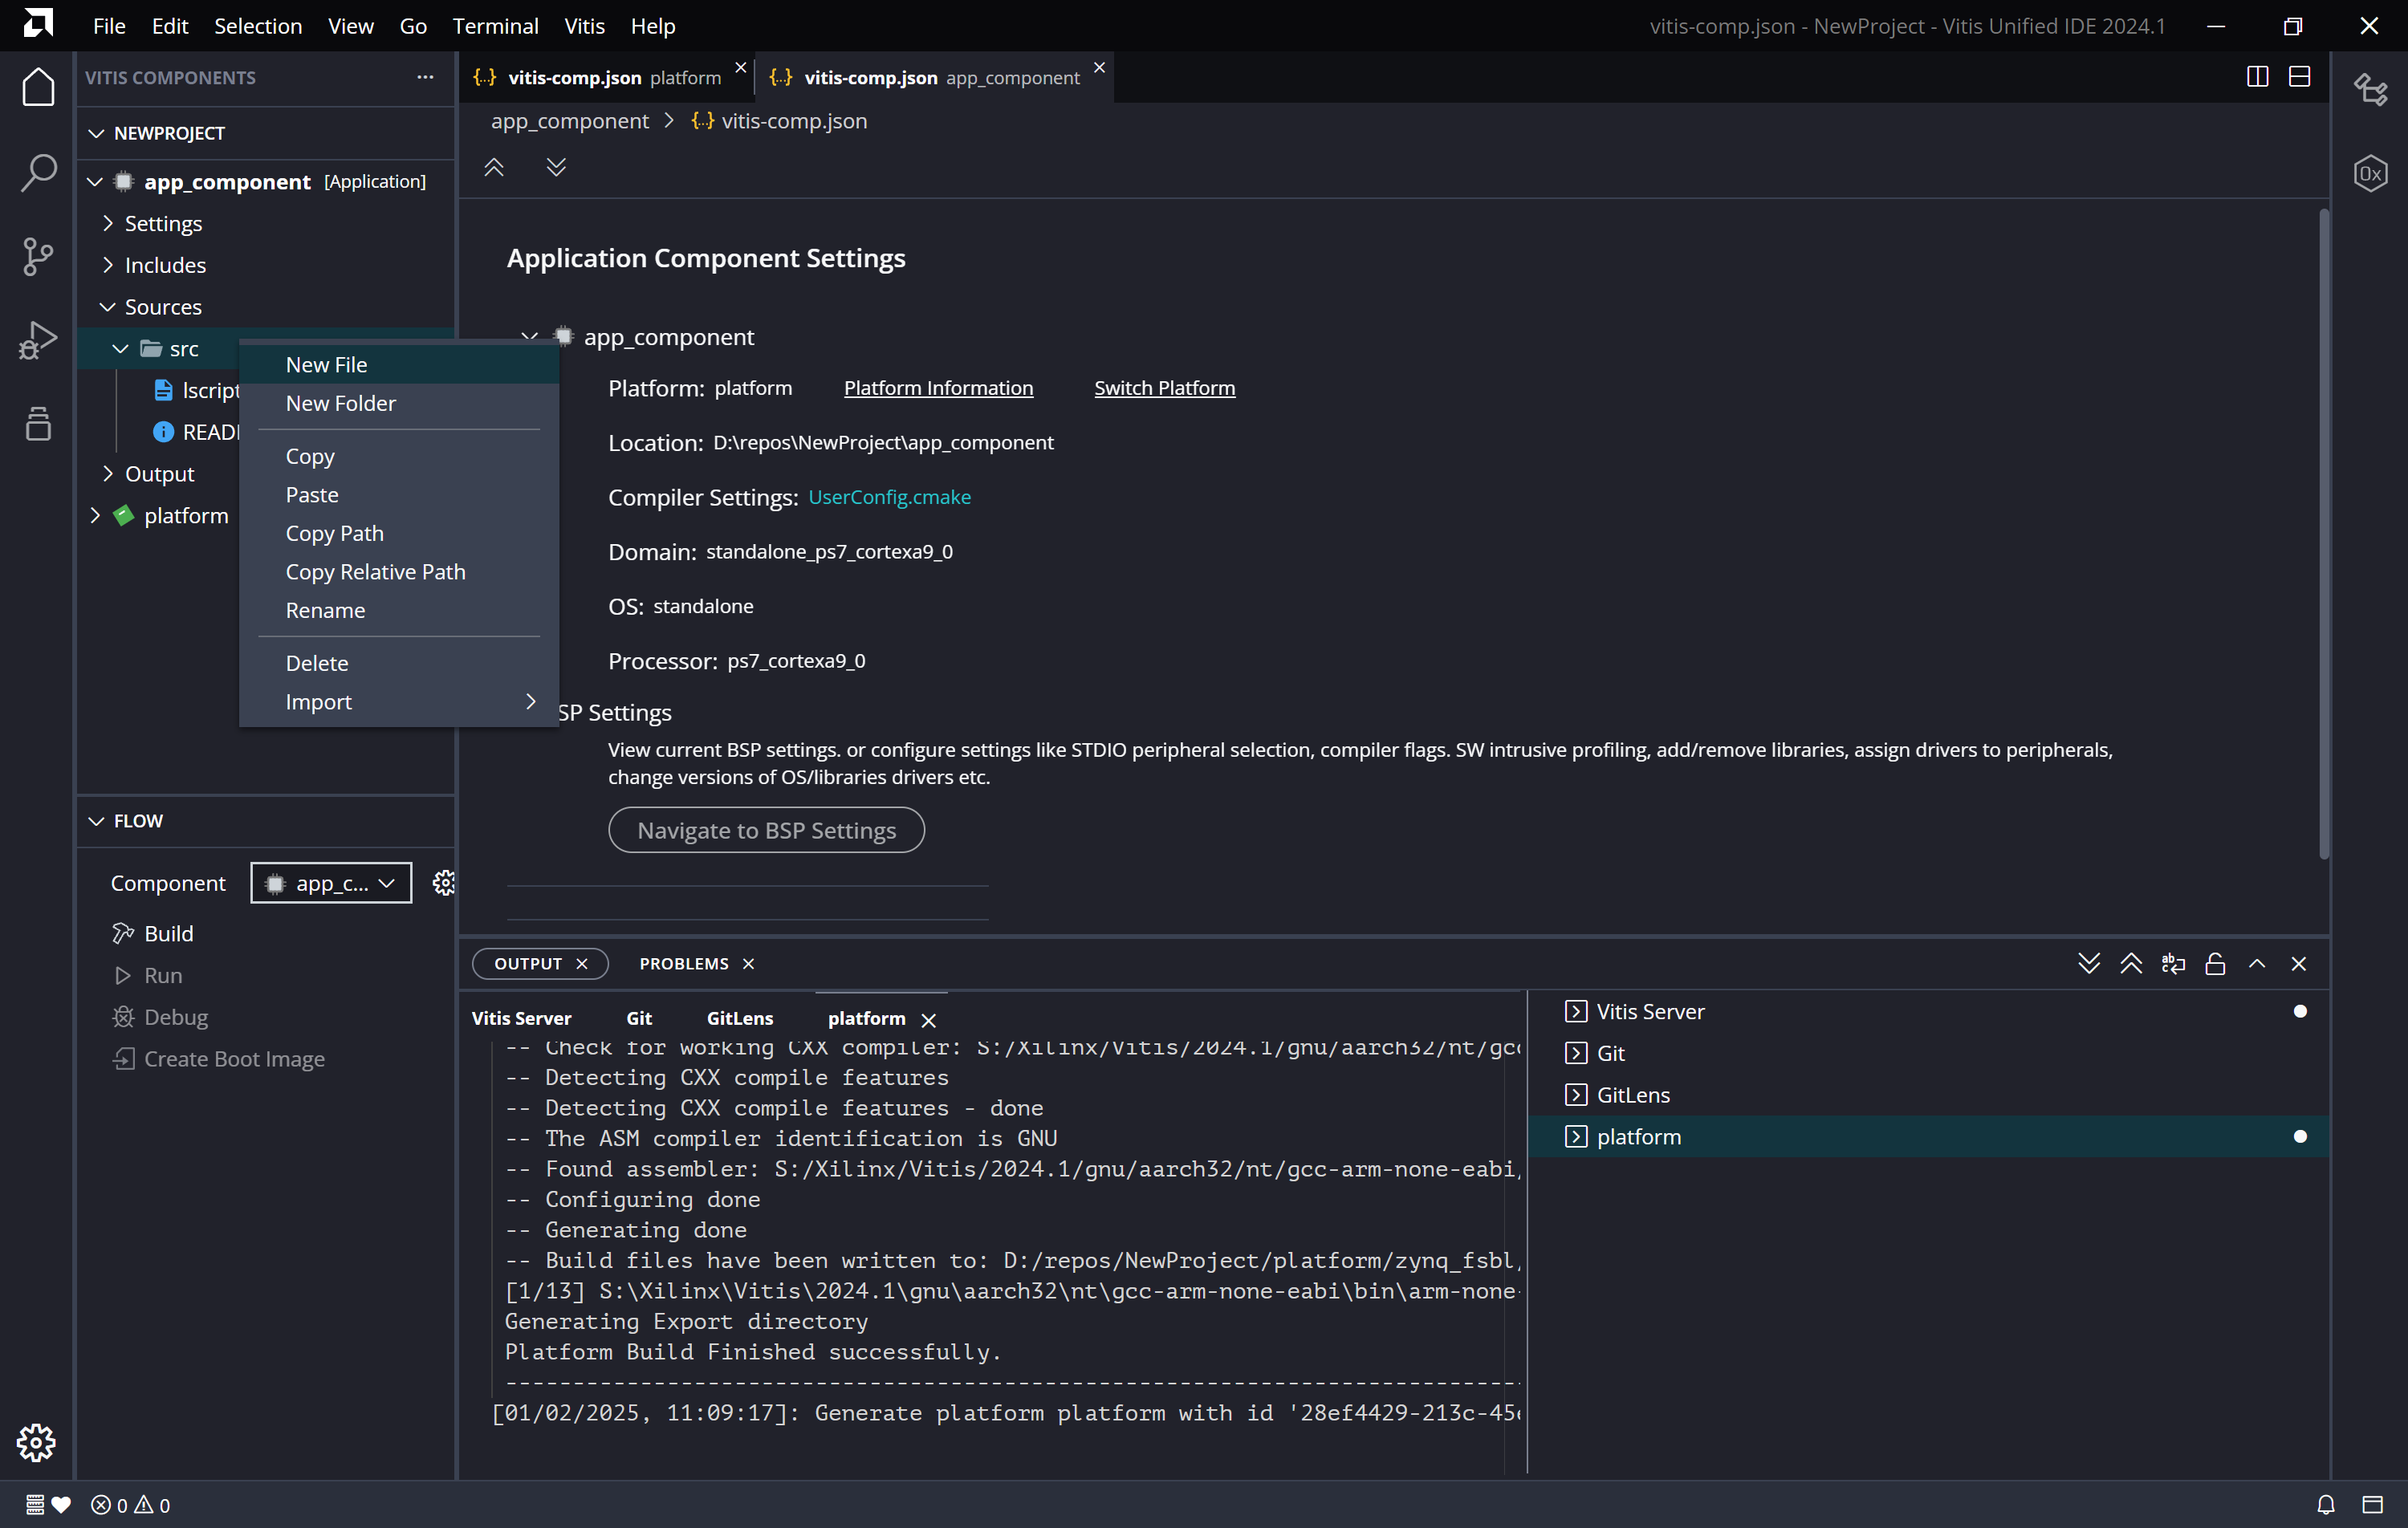 File Edit Selection View Go Terminal Vitis Help
vitis-comp.json - NewProject - Vitis Unified IDE 2024.1
VITIS COMPONENTS
NEWPROJECT
app_component [Application]
Settings
Includes
Sources
src
lscript
READ
Output
platform
New File
New Folder
Copy
Paste
Copy Path
Copy Relative Path
Rename
Delete
Import
FLOW
Component app_c...
Build
Run
Debug
Create Boot Image
{...} vitis-comp.json platform
{...} vitis-comp.json app_component
app_component > {...} vitis-comp.json
Application Component Settings
app_component
Platform: platform Platform Information Switch Platform
Location: D:\repos\NewProject\app_component
Compiler Settings: UserConfig.cmake
Domain: standalone_ps7_cortexa9_0
OS: standalone
Processor: ps7_cortexa9_0
SP Settings
View current BSP settings. or configure settings like STDIO peripheral selection, compiler flags. SW intrusive profiling, add/remove libraries, assign drivers to peripherals,
change versions of OS/libraries drivers etc.
Navigate to BSP Settings
OUTPUT PROBLEMS
Vitis Server Git GitLens platform
-- Check for working CXX compiler: S:/Xilinx/Vitis/2024.1/gnu/aarch32/nt/gcc
-- Detecting CXX compile features
-- Detecting CXX compile features - done
-- The ASM compiler identification is GNU
-- Found assembler: S:/Xilinx/Vitis/2024.1/gnu/aarch32/nt/gcc-arm-none-eabi/
-- Configuring done
-- Generating done
-- Build files have been written to: D:/repos/NewProject/platform/zynq_fsbl/
[1/13] S:\Xilinx\Vitis\2024.1\gnu\aarch32\nt\gcc-arm-none-eabi\bin\arm-none-
Generating Export directory
Platform Build Finished successfully.
---------------------------------------------------------------------------
[01/02/2025, 11:09:17]: Generate platform platform with id '28ef4429-213c-45
Vitis Server
Git
GitLens
platform
0 0
0x